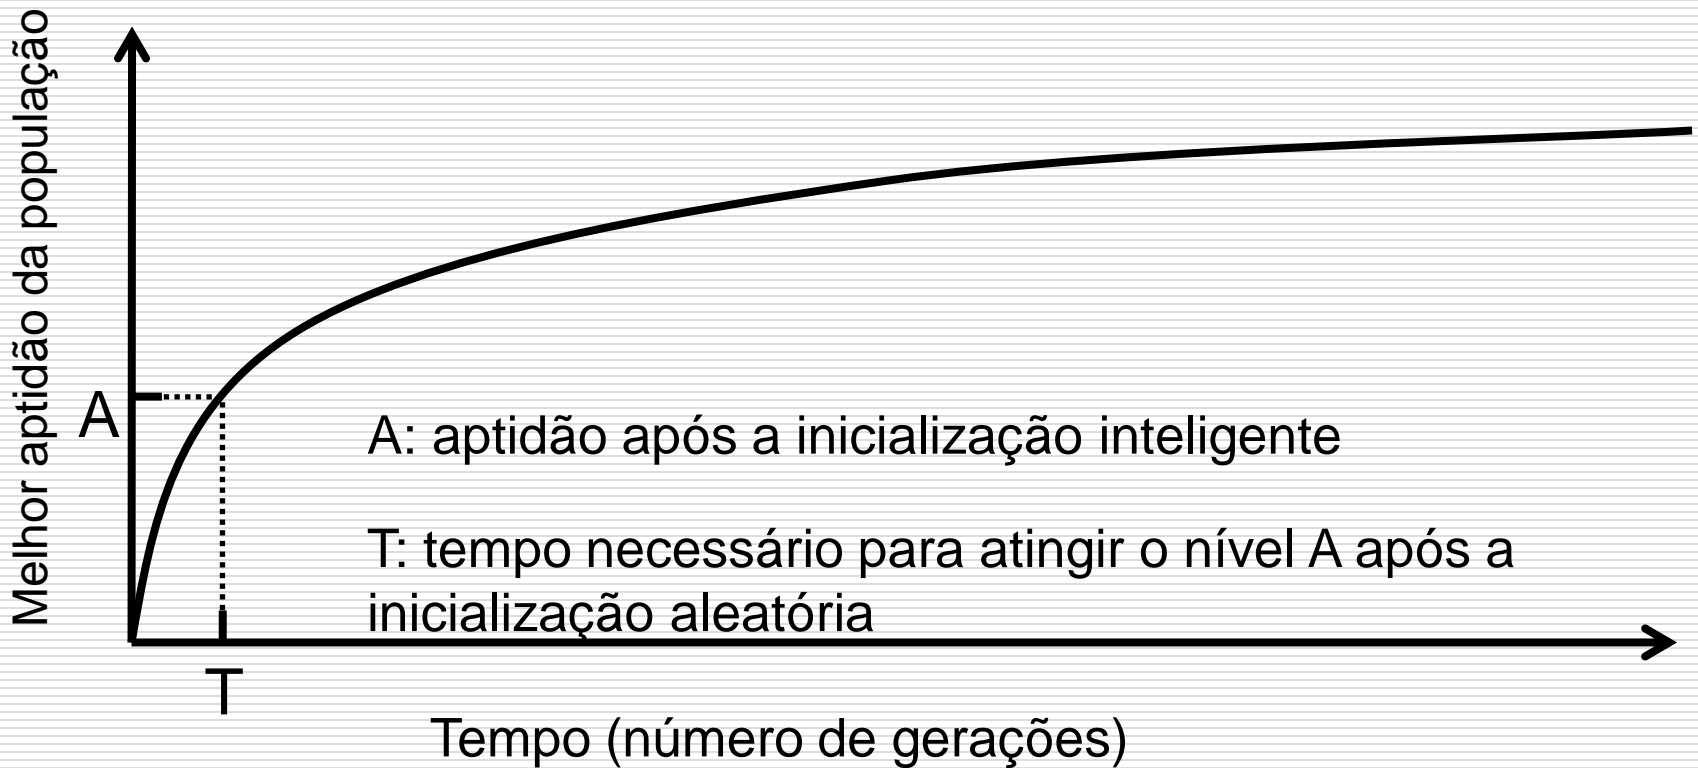 Melhor aptidão da população
A
A: aptidão após a inicialização inteligente
T: tempo necessário para atingir o nível A após a
inicialização aleatória
T
Tempo (número de gerações)